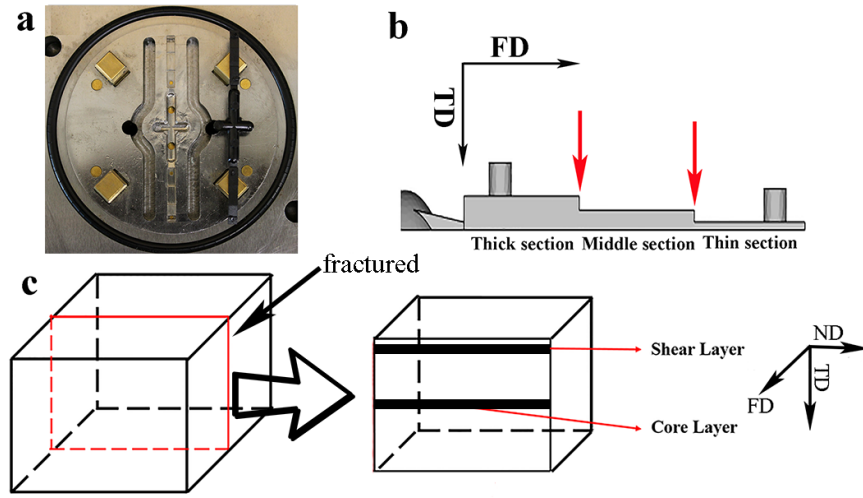 a
b
FD
TD
Thick section Middle section Thin section
c
fractured
Shear Layer
Core Layer
ND
TD
FD